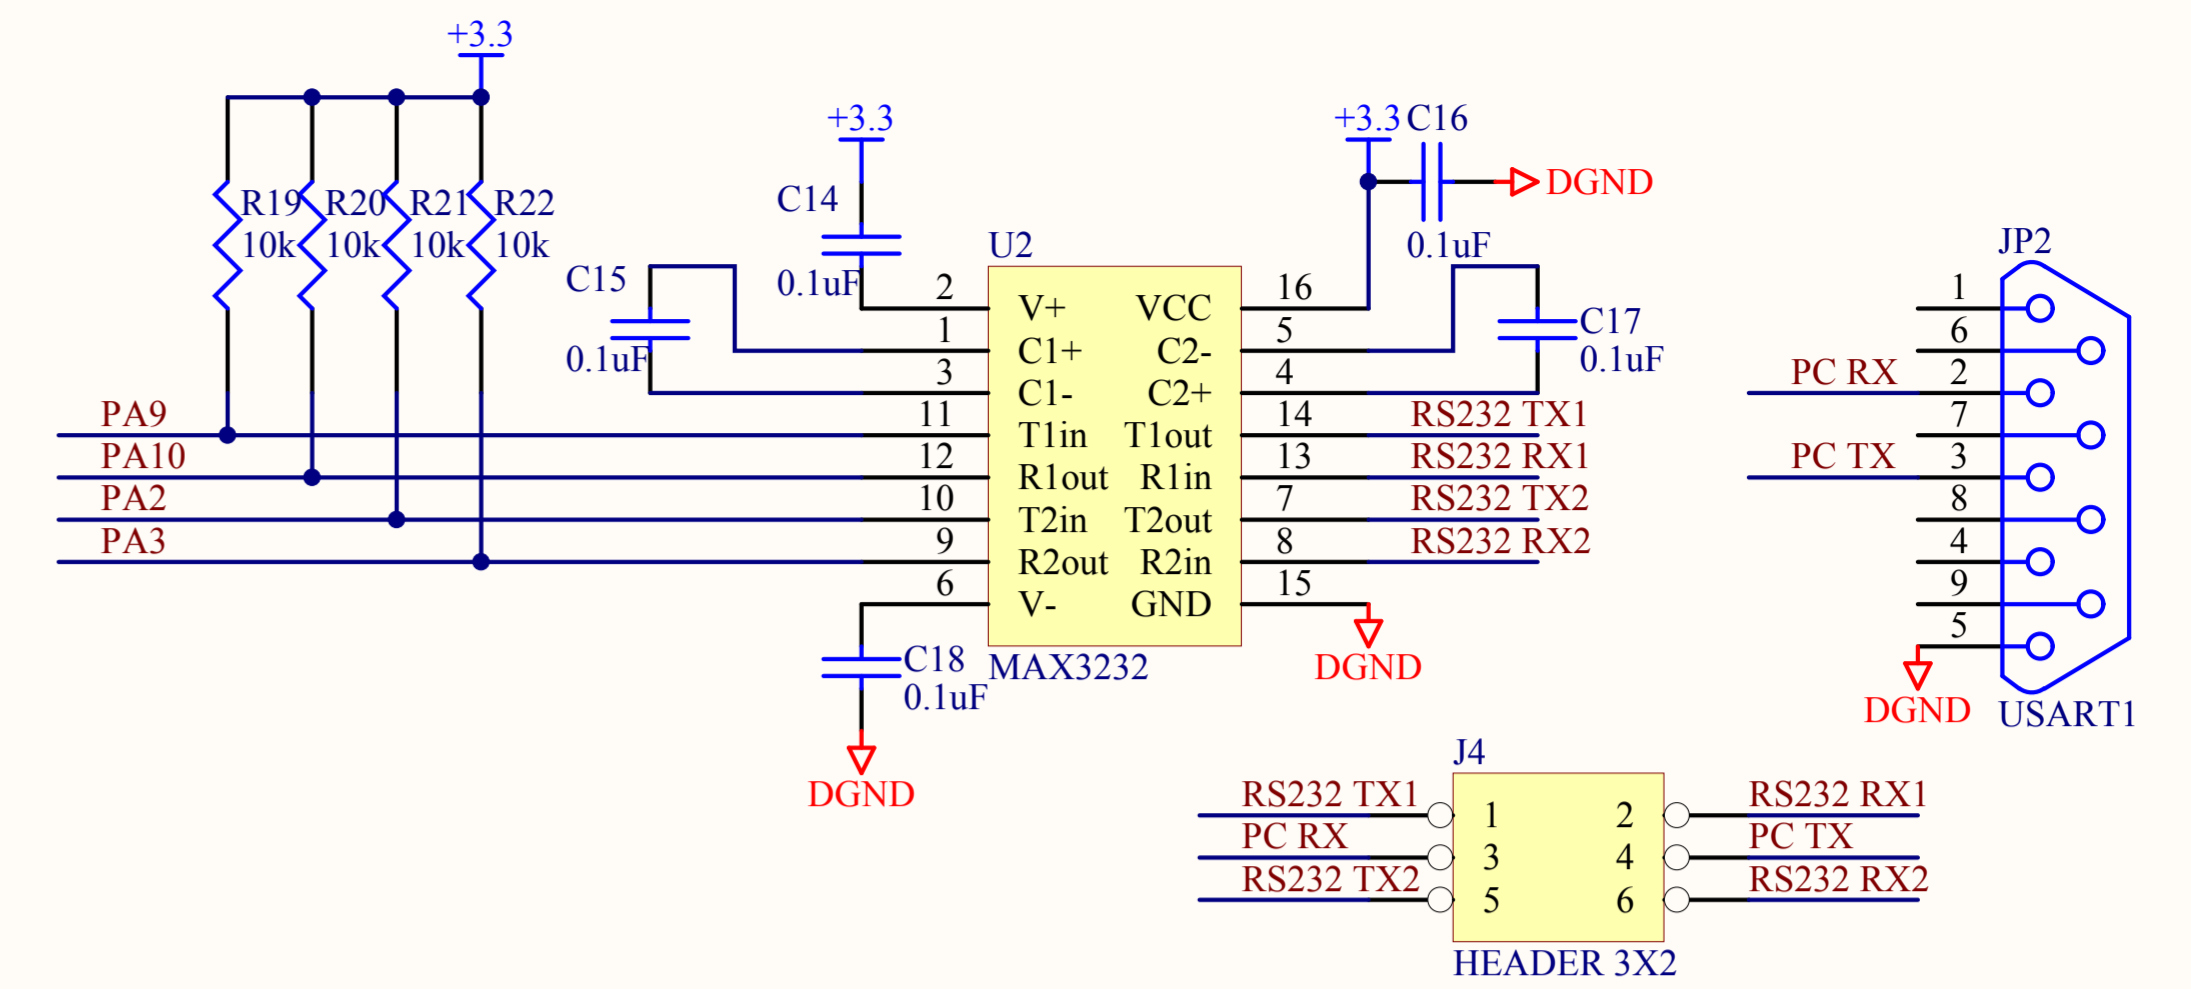 +3.3
R19
10k
R20
10k
R21
10k
R22
10k
PA9
PA10
PA2
PA3
+3.3
C14
0.1uF
C15
0.1uF
+3.3
C16
0.1uF
DGND
C17
0.1uF
U2
2
V+
1
C1+
3
C1-
11
T1in
12
R1out
10
T2in
9
R2out
6
V-
VCC
16
C2-
5
C2+
4
T1out
14
RS232 TX1
R1in
13
RS232 RX1
T2out
7
RS232 TX2
R2in
8
RS232 RX2
GND
15
DGND
MAX3232
C18
0.1uF
DGND
JP2
1
6
PC RX
2
7
PC TX
3
8
4
9
5
DGND
USART1
J4
RS232 TX1
1
2
RS232 RX1
PC RX
3
4
PC TX
RS232 TX2
5
6
RS232 RX2
HEADER 3X2